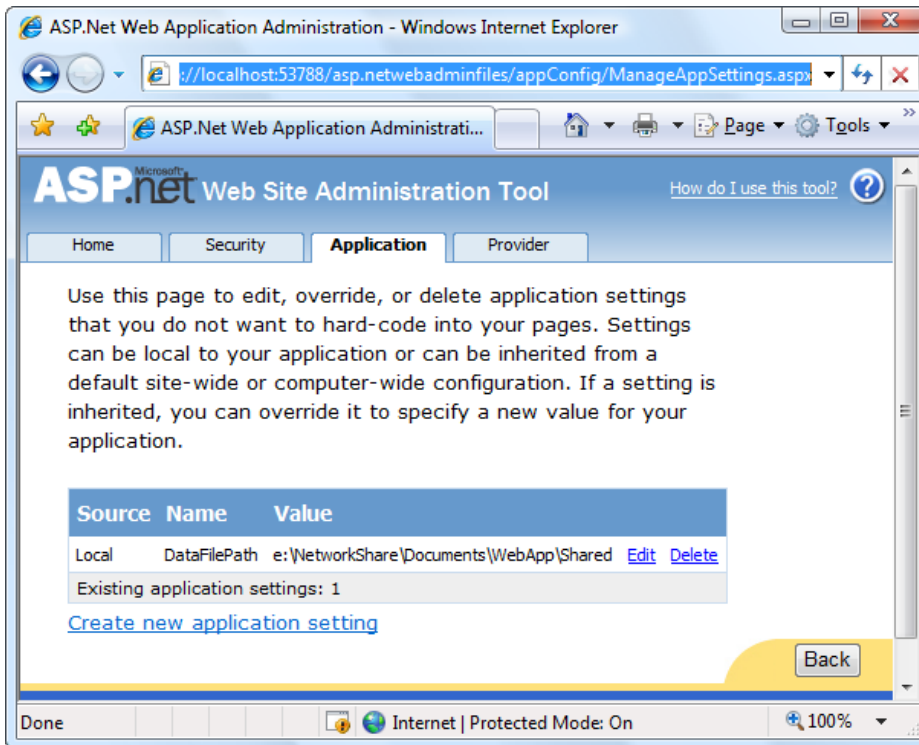 ASP.Net Web Application Administration - Windows Internet Explorer
://localhost:53788/asp.netwebadminfiles/appConfig/ManageAppSettings.aspx
ASP.Net Web Application Administrati...
Page
Tools
»
Microsoft
ASP.net Web Site Administration Tool
How do I use this tool? ?
Home Security Application Provider
Use this page to edit, override, or delete application settings
that you do not want to hard-code into your pages. Settings
can be local to your application or can be inherited from a
default site-wide or computer-wide configuration. If a setting is
inherited, you can override it to specify a new value for your
application.
Source Name Value
Local DataFilePath e:\NetworkShare\Documents\WebApp\Shared Edit Delete
Existing application settings: 1
Create new application setting
Back
Done Internet | Protected Mode: On 100%